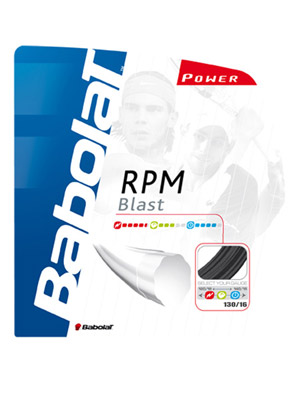 POWER
Babolat
RPM
Blast
SELECT YOUR GAUGE
130/16
Babolat